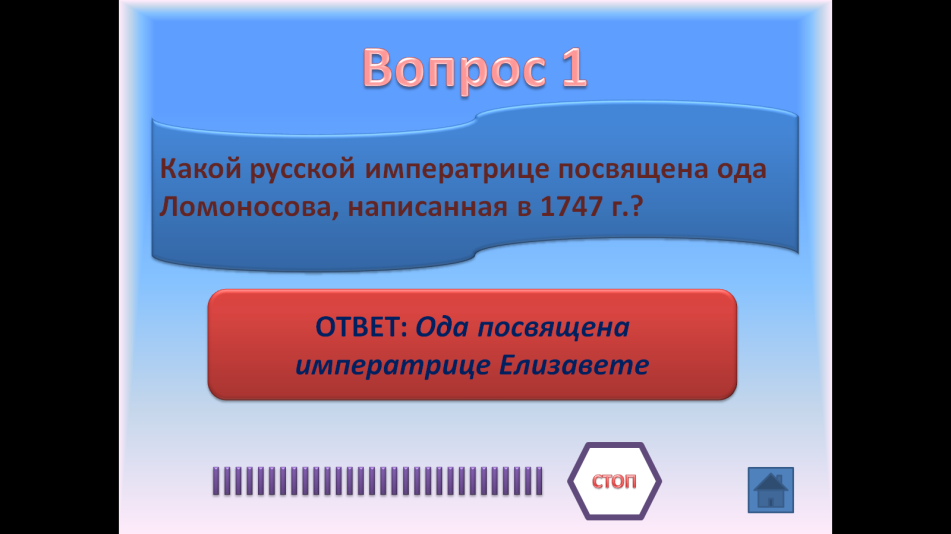 Вопрос 1
Какой русской императрице посвящена ода
Ломоносова, написанная в 1747 г.?
ОТВЕТ: Ода посвящена
императрице Елизавете
СТОП